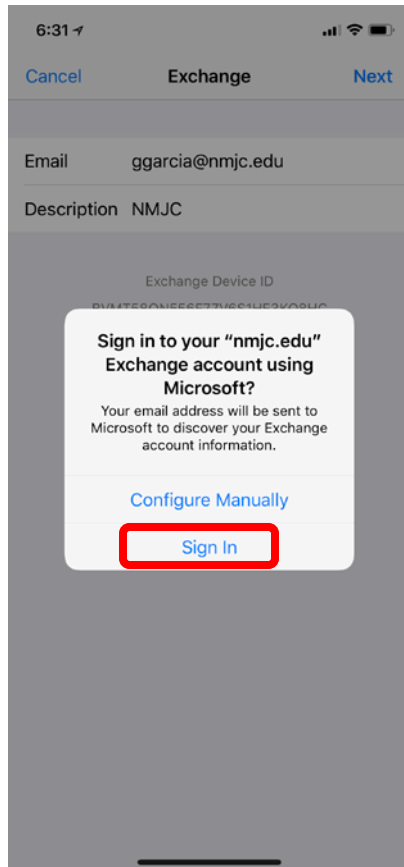 6:31
Cancel Exchange Next
Email ggarcia@nmjc.edu
Description NMJC
Exchange Device ID
Sign in to your “nmjc.edu”
Exchange account using
Microsoft?
Your email address will be sent to
Microsoft to discover your Exchange
account information.
Configure Manually
Sign In